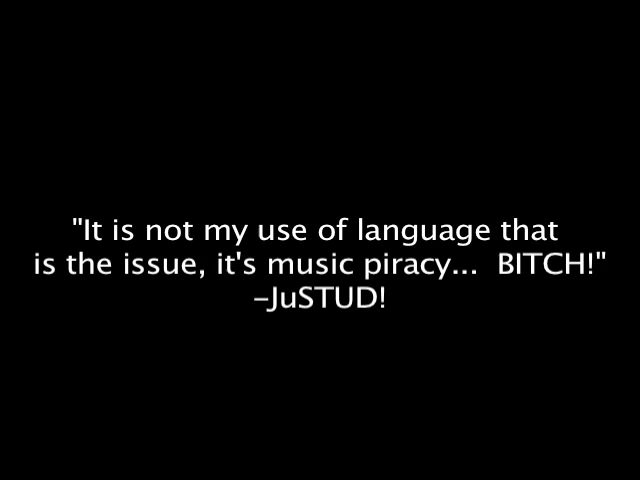 "It is not my use of language that
is the issue, it's music piracy...  BITCH!"
–JuSTUD!